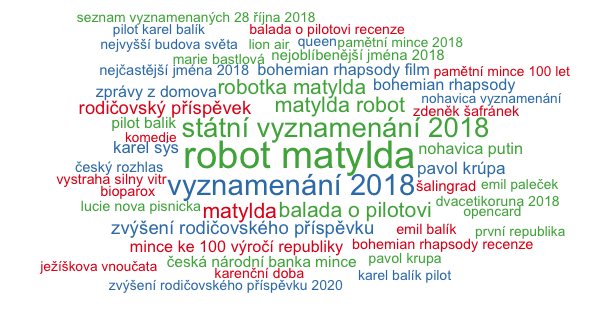 seznam vyznamenaných 28 října 2018
pilot karel balík
balada o pilotovi recenze
nejvyšší budova světa
lion air
queen
pamětní mince 2018
marie bastlová
nejoblíbenější jména 2018
nejčastější jména 2018
bohemian rhapsody film
pamětní mince 100 let
zprávy z domova
robotka matylda
bohemian rhapsody
nohavica vyznamenání
rodičovský příspěvek
matylda robot
zdeněk šafránek
pilot balik
státní vyznamenání 2018
komedie
karel sys
robot matylda
nohavica putin
český rozhlas
pavol krúpa
vystraha silny vitr
vyznamenání 2018
šalingrad
emil paleček
bioparox
lucie nova pisnicka
matylda
balada o pilotovi
dvacetikoruna 2018
opencard
zvýšení rodičovského příspěvku
emil balík
první republika
mince ke 100 výročí republiky
bohemian rhapsody recenze
ježíškova vnoučata
česká národní banka mince
pavol krupa
karenční doba
karel balík pilot
zvýšení rodičovského příspěvku 2020